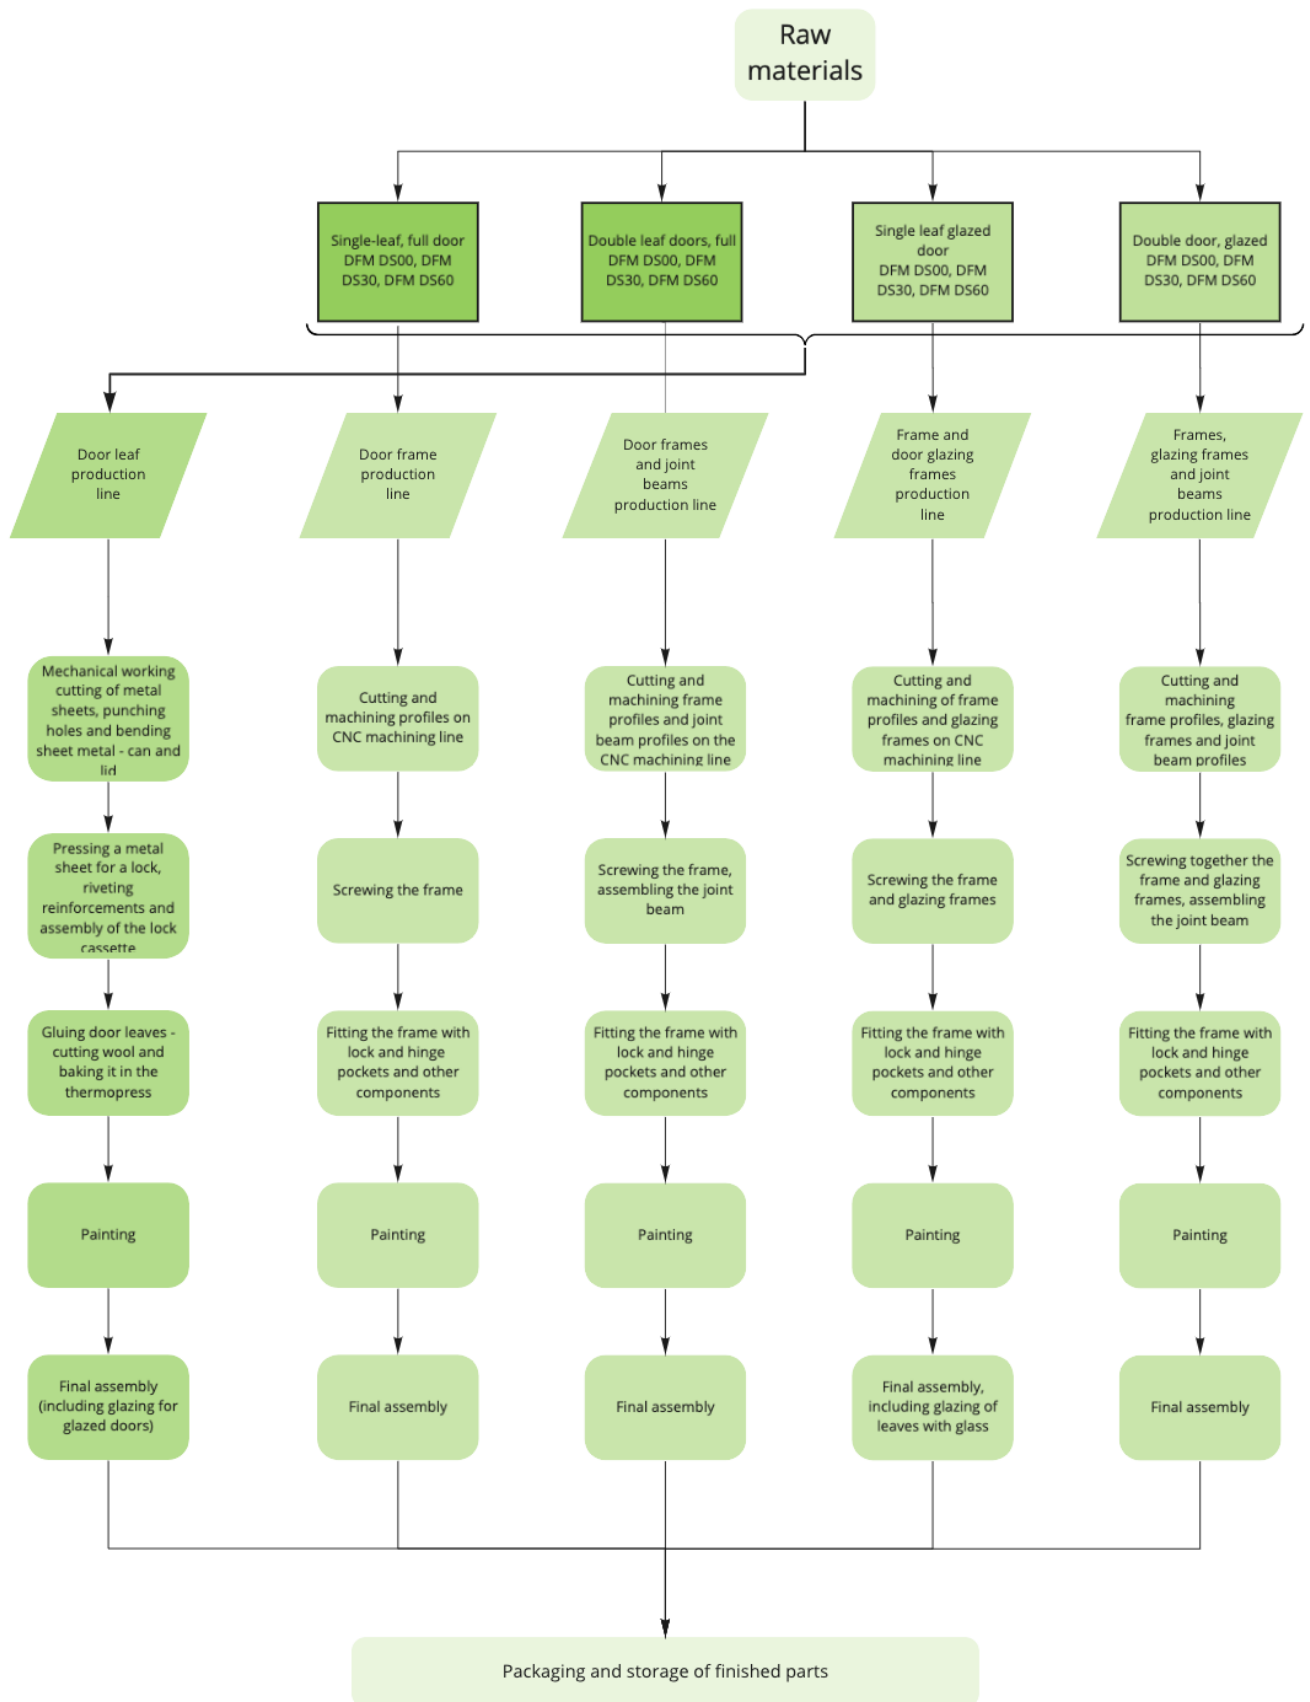 Raw
materials
Single-leaf, full door
DFM DS00, DFM
DS30, DFM DS60
Double leaf doors, full
DFM DS00, DFM
DS30, DFM DS60
Single leaf glazed
door
DFM DS00, DFM
DS30, DFM DS60
Double door, glazed
DFM DS00, DFM
DS30, DFM DS60
Door leaf
production
line
Door frame
production
line
Door frames
and joint
beams
production line
Frame and
door glazing
frames
production
line
Frames,
glazing frames
and joint
beams
production line
Mechanical working
cutting of metal
sheets, punching
holes and bending
sheet metal - can and
lid
Cutting and
machining profiles on
CNC machining line
Cutting and
machining frame
profiles and joint
beam profiles on the
CNC machining line
Cutting and
machining of frame
profiles and glazing
frames on CNC
machining line
Cutting and
machining
frame profiles, glazing
frames and joint
beam profiles
Pressing a metal
sheet for a lock,
riveting
reinforcements and
assembly of the lock
cassette
Screwing the frame
Screwing the frame,
assembling the joint
beam
Screwing the frame
and glazing frames
Screwing together the
frame and glazing
frames, assembling
the joint beam
Gluing door leaves -
cutting wool and
baking it in the
thermopress
Fitting the frame with
lock and hinge
pockets and other
components
Fitting the frame with
lock and hinge
pockets and other
components
Fitting the frame with
lock and hinge
pockets and other
components
Fitting the frame with
lock and hinge
pockets and other
components
Painting
Painting
Painting
Painting
Painting
Final assembly
(including glazing for
glazed doors)
Final assembly
Final assembly
Final assembly,
including glazing of
leaves with glass
Final assembly
Packaging and storage of finished parts